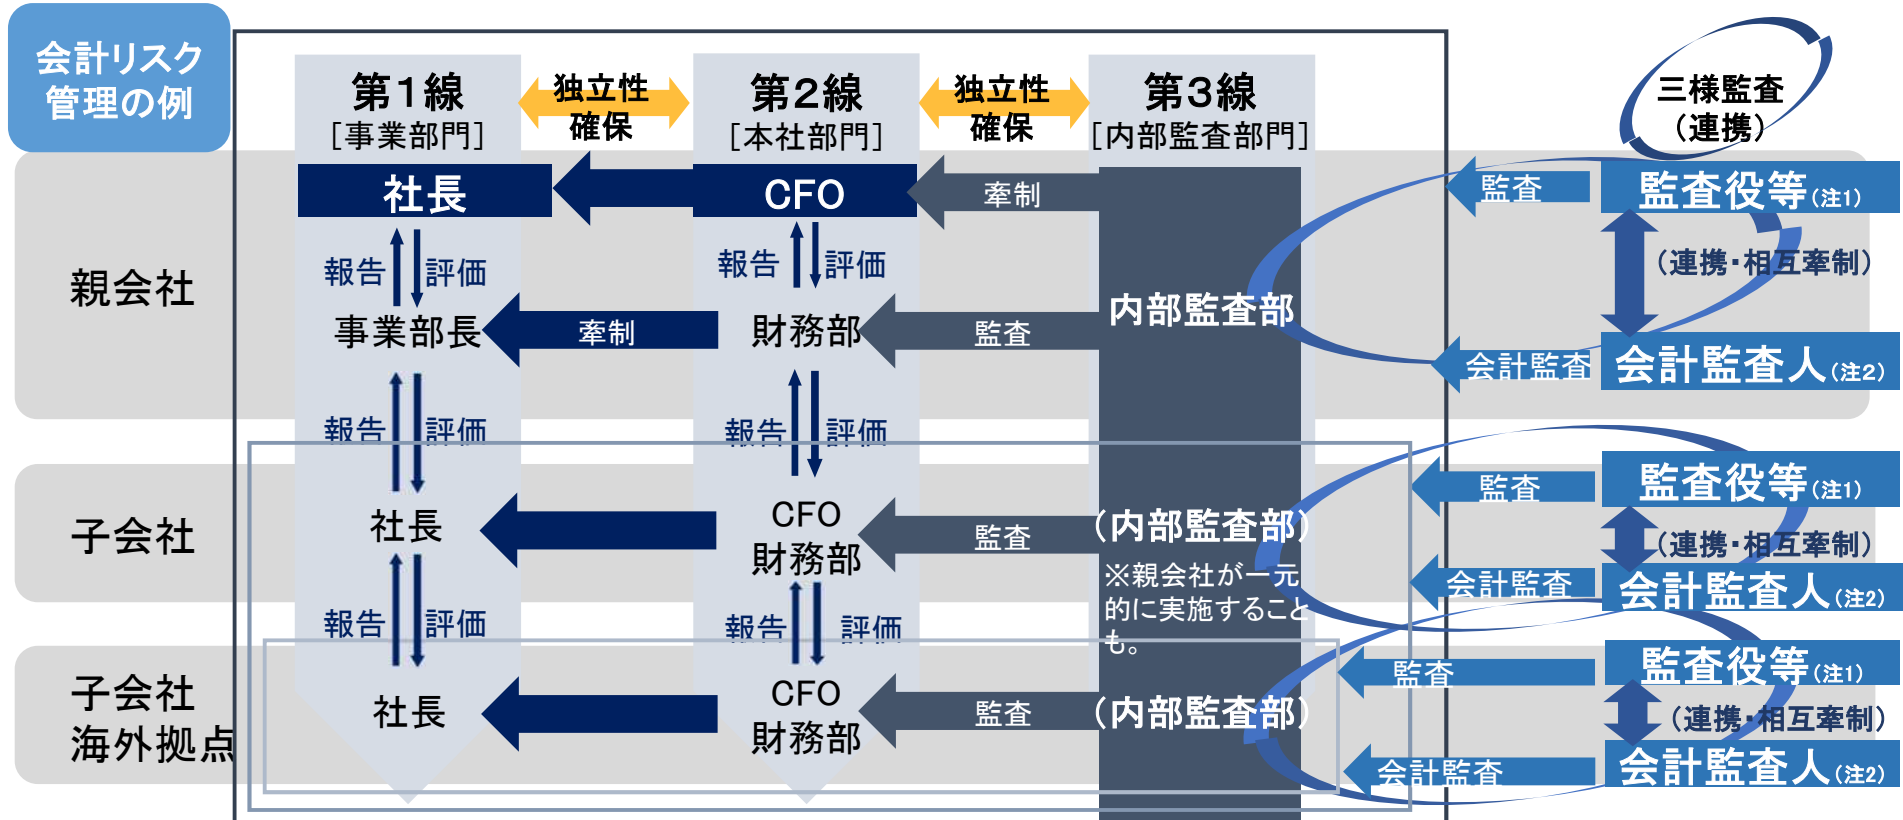 会計リスク
管理の例
第1線
[事業部門]
独立性
確保
第2線
[本社部門]
独立性
確保
第3線
[内部監査部門]
三様監査
（連携）
親会社
社長
CFO
牽制
監査
監査役等(注1)
報告
評価
報告
評価
（連携・相互牽制）
事業部長
牽制
財務部
監査
内部監査部
会計監査
会計監査人(注2)
報告
評価
報告
評価
子会社
社長
CFO
財務部
監査
（内部監査部）
※親会社が一元
的に実施すること
も。
監査
監査役等(注1)
（連携・相互牽制）
会計監査
会計監査人(注2)
報告
評価
報告
評価
子会社
海外拠点
社長
CFO
財務部
監査
（内部監査部）
監査
監査役等(注1)
（連携・相互牽制）
会計監査
会計監査人(注2)